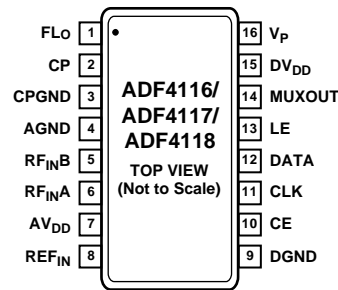 FLO 1
CP 2
CPGND 3
AGND 4
RFINB 5
RFINA 6
AVDD 7
REFIN 8
ADF4116/
ADF4117/
ADF4118
TOP VIEW
(Not to Scale)
16 VP
15 DVDD
14 MUXOUT
13 LE
12 DATA
11 CLK
10 CE
9 DGND